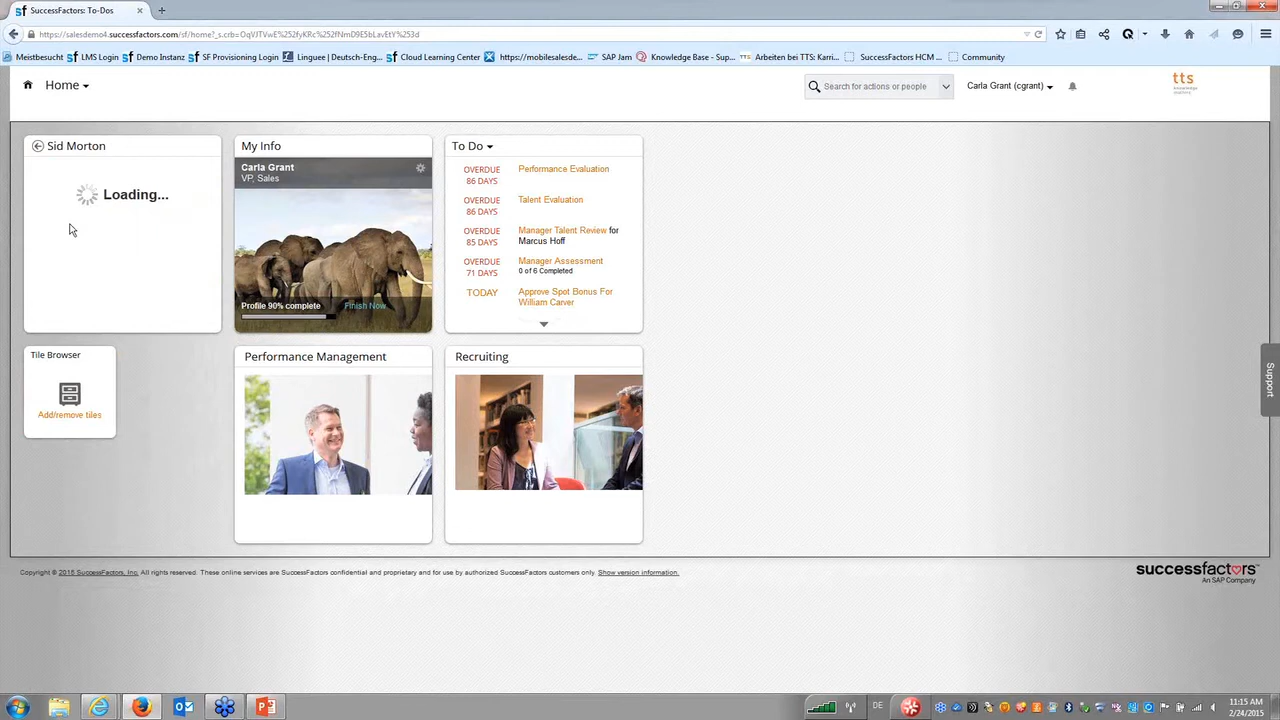 SuccessFactors: To-Dos
https://salesdemo4.successfactors.com/sf/home?_s.crb=OqVJTVwE%252fyKRc%252fNmD9E5bLavEtY%253d
Meistbesucht LMS Login Demo Instanz SF Provisioning Login Linguee | Deutsch-Eng... Cloud Learning Center https://mobilesalesde... SAP Jam Knowledge Base - Sup... Arbeiten bei TTS: Karri... SuccessFactors HCM ... Community
Home
Search for actions or people
Carla Grant (cgrant)
tts
knowledge
matters
Sid Morton
Loading...
My Info
Carla Grant
VP, Sales
Profile 90% complete Finish Now
To Do
OVERDUE
86 DAYS
Performance Evaluation
OVERDUE
86 DAYS
Talent Evaluation
OVERDUE
85 DAYS
Manager Talent Review for
Marcus Hoff
OVERDUE
71 DAYS
Manager Assessment
0 of 6 Completed
TODAY
Approve Spot Bonus For
William Carver
Tile Browser
Add/remove tiles
Performance Management
Recruiting
Support
Copyright © 2015 SuccessFactors, Inc. All rights reserved. These online services are SuccessFactors confidential and proprietary and for use by authorized SuccessFactors customers only. Show version information.
successfactors
An SAP Company
DE
11:15 AM
2/24/2015